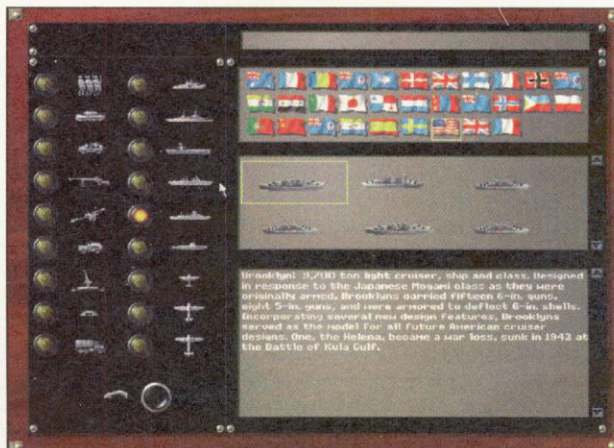 Brooklyn: 9,700 ton light cruiser, ship and class. Designed
in response to the Japanese Mogami class as they were
originally armed, Brooklyns carried fifteen 6-in. guns,
eight 5-in. guns, and were armored to deflect 6-in. shells.
Incorporating several new design features, Brooklyns
served as the model for all future American cruiser
designs. One, the Helena, became a war loss, sunk in 1943 at
the Battle of Kula Gulf.